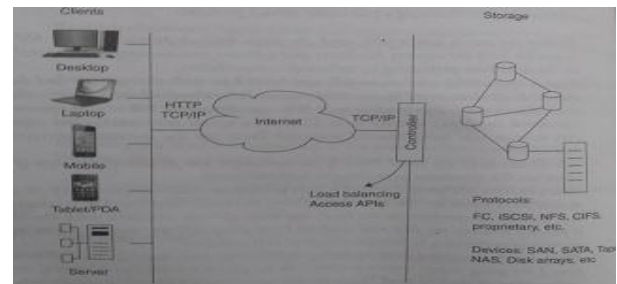 Clients
Storage
Desktop
Laptop
HTTP
TCP/IP
Internet
TCP/IP
Controller
Mobile
Load balancing
Access APIs
Tablet/PDA
Protocols:
FC, iSCSI, NFS, CIFS,
proprietary, etc.
Server
Devices: SAN, SATA, Tap
NAS, Disk arrays, etc